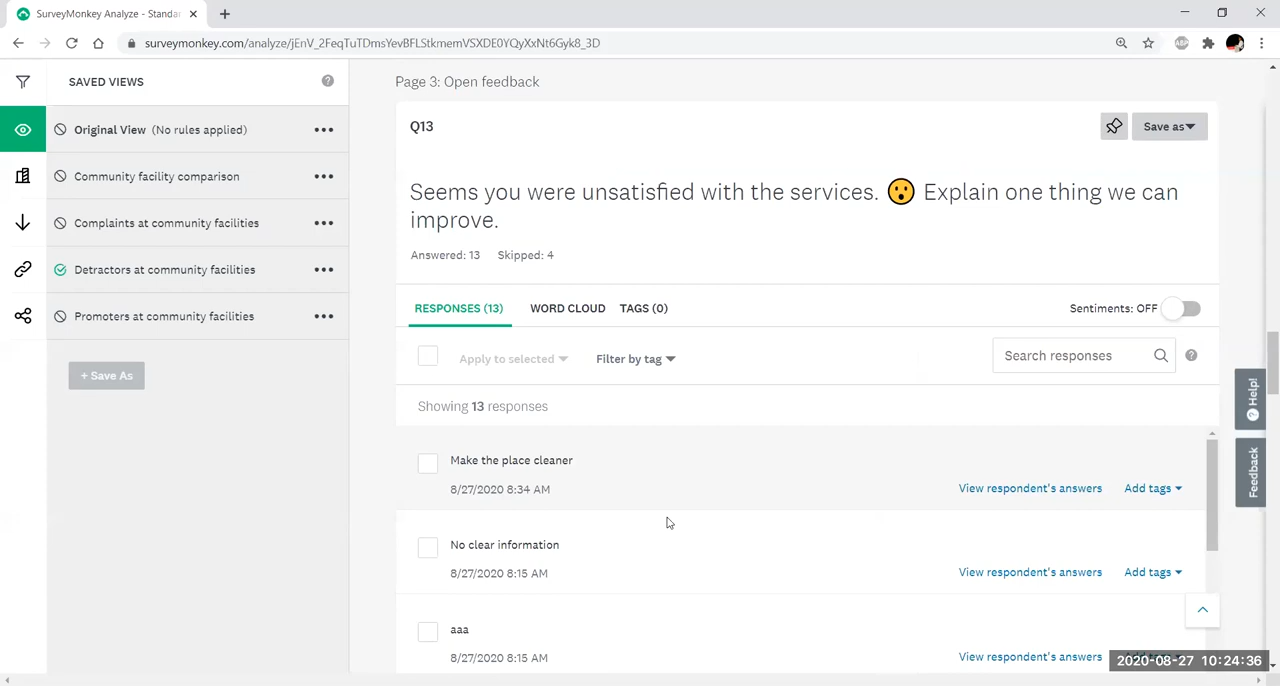 SurveyMonkey Analyze - Standar
surveymonkey.com/analyze/jEnV_2FeqTuTDmsYevBFLStkmemVSXDE0YQyXxNt6Gyk8_3D
ABP
SAVED VIEWS
Original View (No rules applied)
Community facility comparison
Complaints at community facilities
Detractors at community facilities
Promoters at community facilities
+ Save As
Page 3: Open feedback
Q13
Save as
Seems you were unsatisfied with the services. 😮 Explain one thing we can
improve.
Answered: 13 Skipped: 4
RESPONSES (13) WORD CLOUD TAGS (0) Sentiments: OFF
Apply to selected Filter by tag Search responses
Showing 13 responses
Make the place cleaner
8/27/2020 8:34 AM View respondent's answers Add tags
No clear information
8/27/2020 8:15 AM View respondent's answers Add tags
aaa
8/27/2020 8:15 AM View respondent's answers
Help!
Feedback
2020-08-27 10:24:36